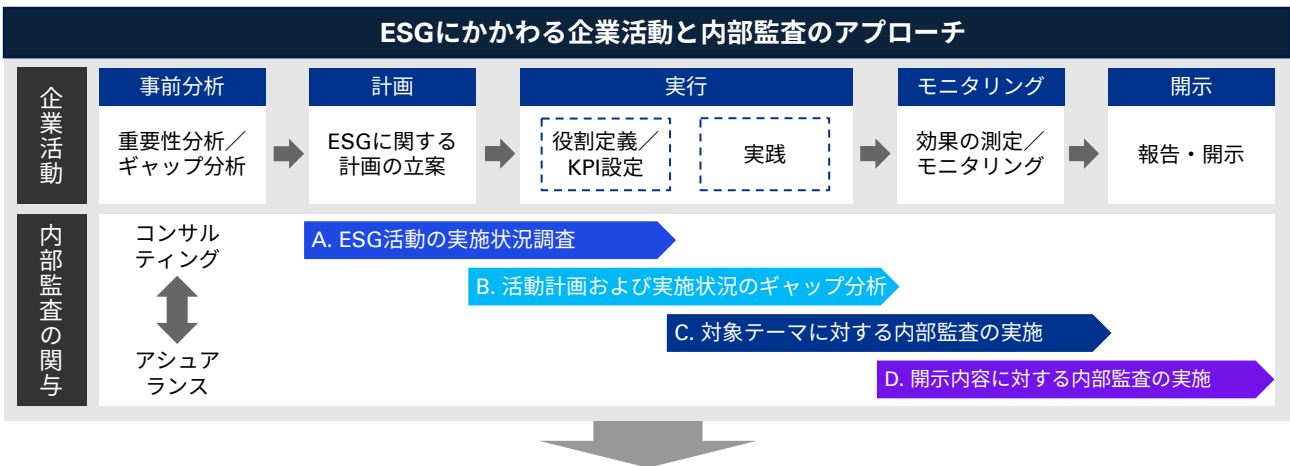 ESGにかかわる企業活動と内部監査のアプローチ
企業活動
事前分析
重要性分析／
ギャップ分析
計画
ESGに関する
計画の立案
実行
役割定義／
KPI設定
実践
モニタリング
効果の測定／
モニタリング
開示
報告・開示
内部監査の関与
コンサル
ティング
アシュア
ランス
A. ESG活動の実施状況調査
B. 活動計画および実施状況のギャップ分析
C. 対象テーマに対する内部監査の実施
D. 開示内容に対する内部監査の実施